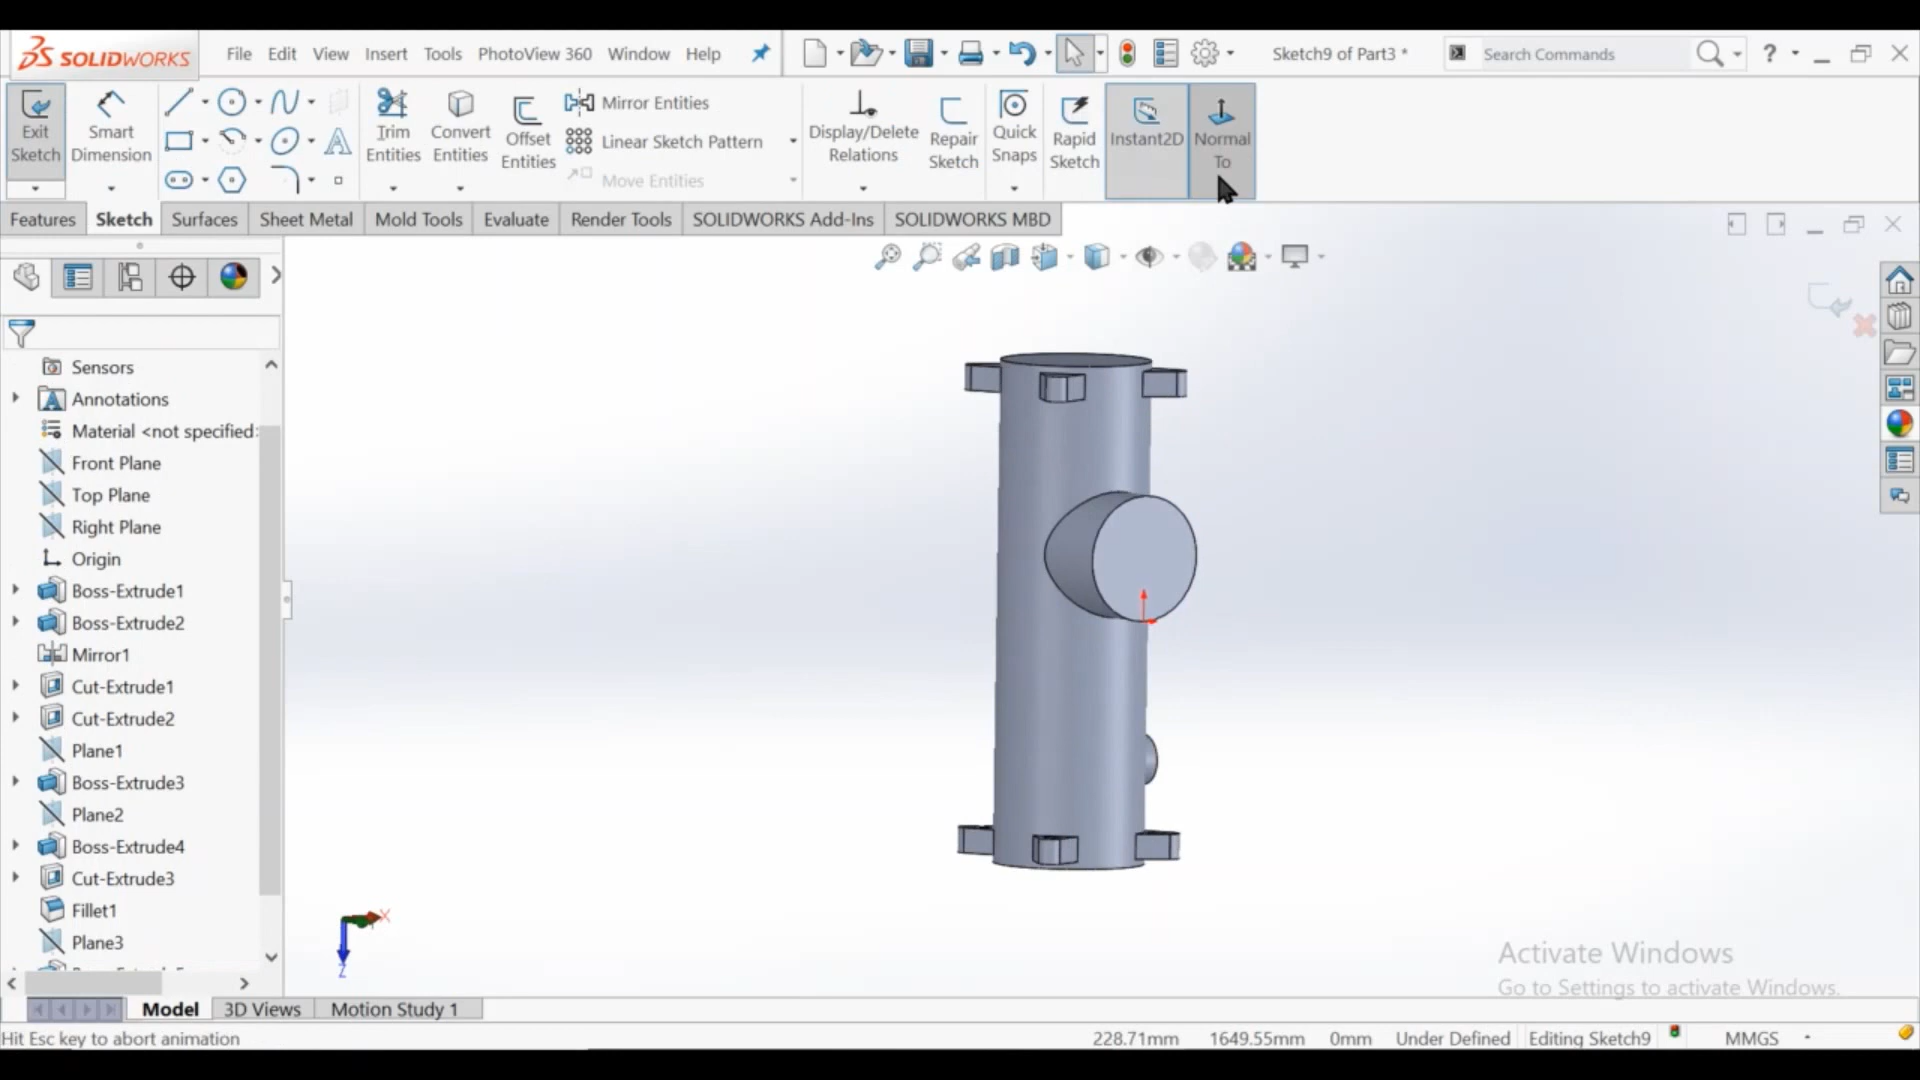 SOLIDWORKS File Edit View Insert Tools PhotoView 360 Window Help Sketch9 of Part3 * Search Commands ?
Exit Sketch
Smart Dimension
Trim Entities
Convert Entities
Offset Entities
Mirror Entities
Linear Sketch Pattern
Move Entities
Display/Delete Relations
Repair Sketch
Quick Snaps
Rapid Sketch
Instant2D
Normal To
Features Sketch Surfaces Sheet Metal Mold Tools Evaluate Render Tools SOLIDWORKS Add-Ins SOLIDWORKS MBD
Sensors
Annotations
Material <not specified>
Front Plane
Top Plane
Right Plane
Origin
Boss-Extrude1
Boss-Extrude2
Mirror1
Cut-Extrude1
Cut-Extrude2
Plane1
Boss-Extrude3
Plane2
Boss-Extrude4
Cut-Extrude3
Fillet1
Plane3
X
Z
Activate Windows
Go to Settings to activate Windows.
Model 3D Views Motion Study 1
Hit Esc key to abort animation 228.71mm 1649.55mm 0mm Under Defined Editing Sketch9 MMGS